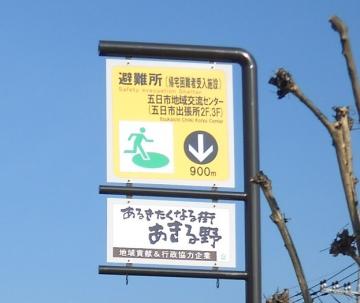 避難所（帰宅困難者受入施設）
Safety evacuation Shelter
五日市地域交流センター
(五日市出張所2F,3F)
Itsukaichi Chiiki Koryu Center
900m
あるきたくなる街
あきる野
地域貢献&行政協力企業